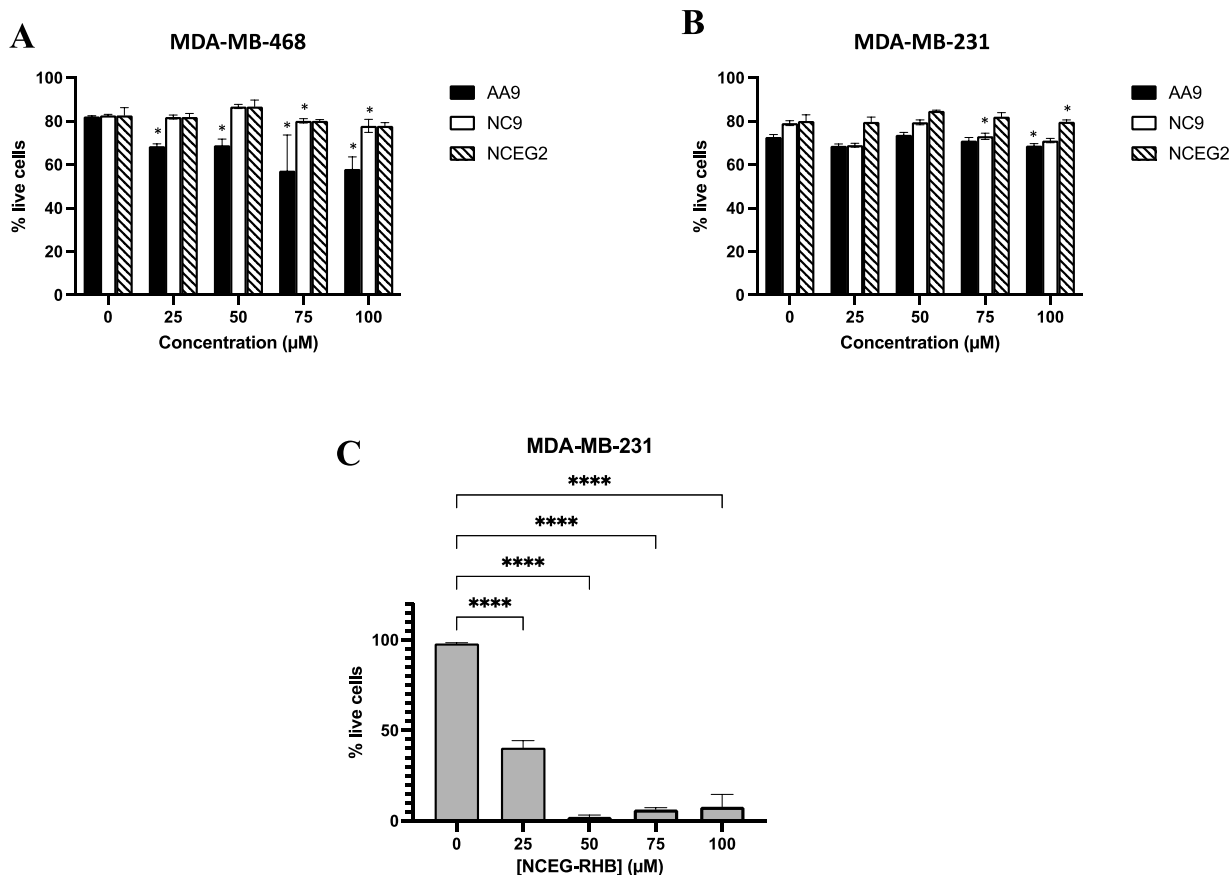 A
MDA-MB-468
% live cells
100
80
60
40
20
0
* * * * * *
0 25 50 75 100
Concentration (µM)
AA9
NC9
NCEG2
B
MDA-MB-231
% live cells
100
80
60
40
20
0
* * *
0 25 50 75 100
Concentration (µM)
AA9
NC9
NCEG2
C
MDA-MB-231
****
****
****
****
% live cells
100
50
0
0 25 50 75 100
[NCEG-RHB] (µM)